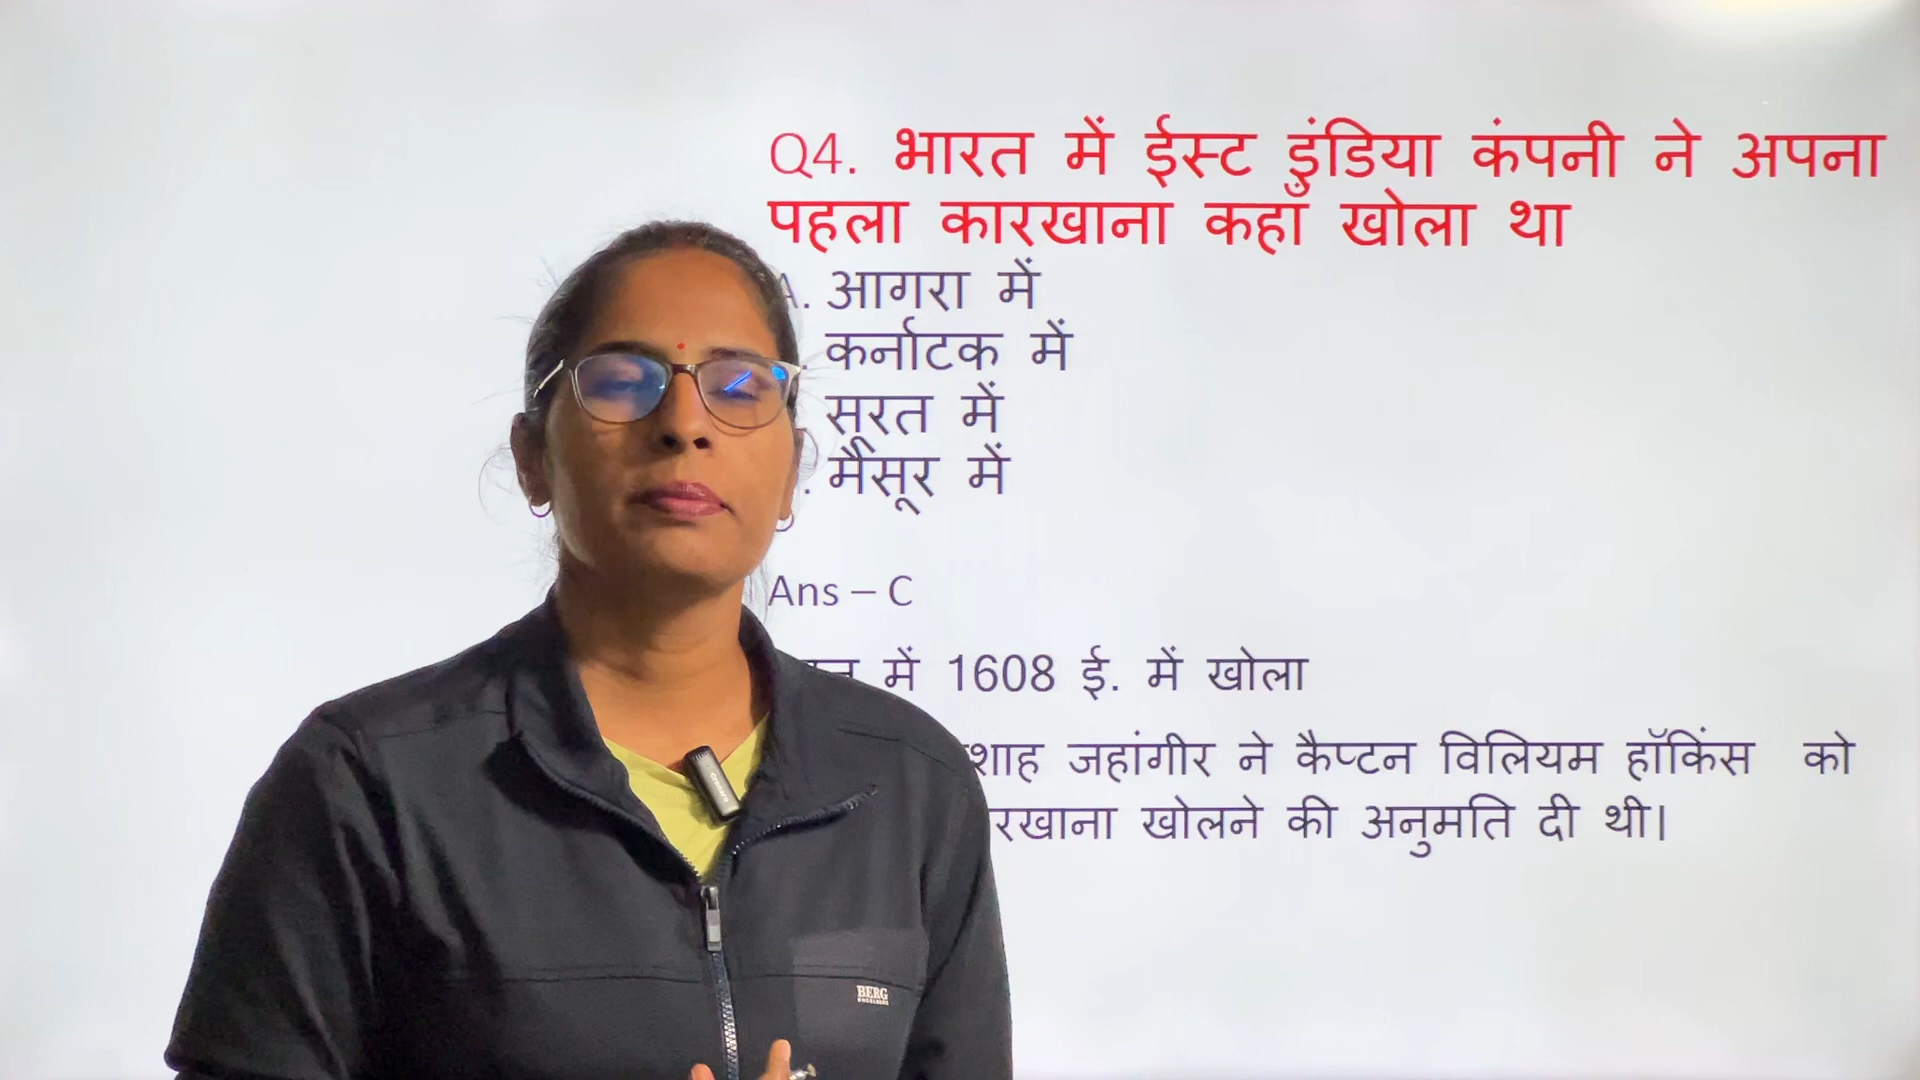 Q4. भारत में ईस्ट इंडिया कंपनी ने अपना
पहला कारखाना कहाँ खोला था
A. आगरा में
. कर्नाटक में
सूरत में
. मैसूर में
Ans – C
में 1608 ई. में खोला
जहांगीर ने कैप्टन विलियम हॉकिंस को
खोलने की अनुमति दी थी।
BERG